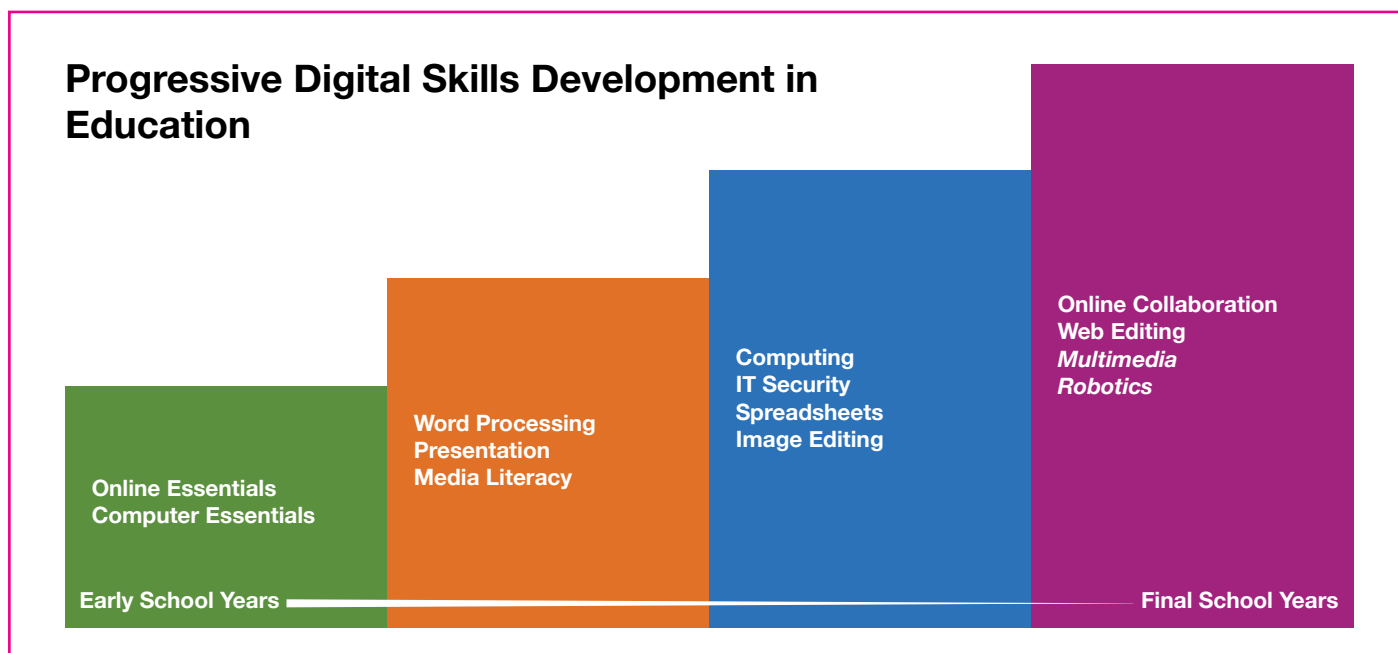 Progressive Digital Skills Development in
Education
Online Essentials
Computer Essentials
Word Processing
Presentation
Media Literacy
Computing
IT Security
Spreadsheets
Image Editing
Online Collaboration
Web Editing
Multimedia
Robotics
Early School Years
Final School Years